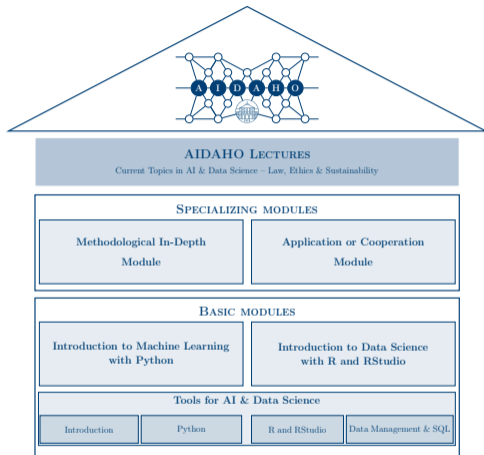 AIDAHO
AIDAHO Lectures
Current Topics in AI & Data Science – Law, Ethics & Sustainability
Specializing modules
Methodological In-Depth
Module
Application or Cooperation
Module
Basic modules
Introduction to Machine Learning
with Python
Introduction to Data Science
with R and RStudio
Tools for AI & Data Science
Introduction
Python
R and RStudio
Data Management & SQL